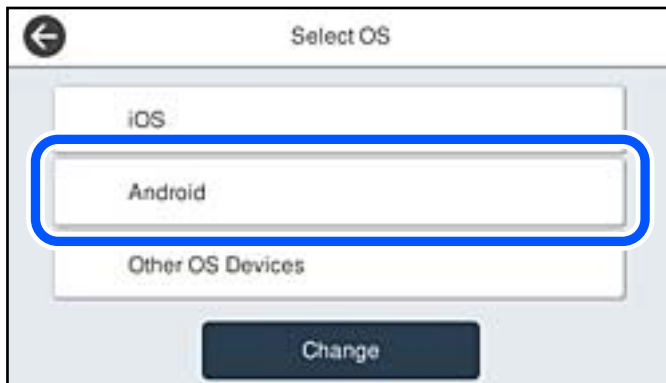 Select OS
iOS
Android
Other OS Devices
Change